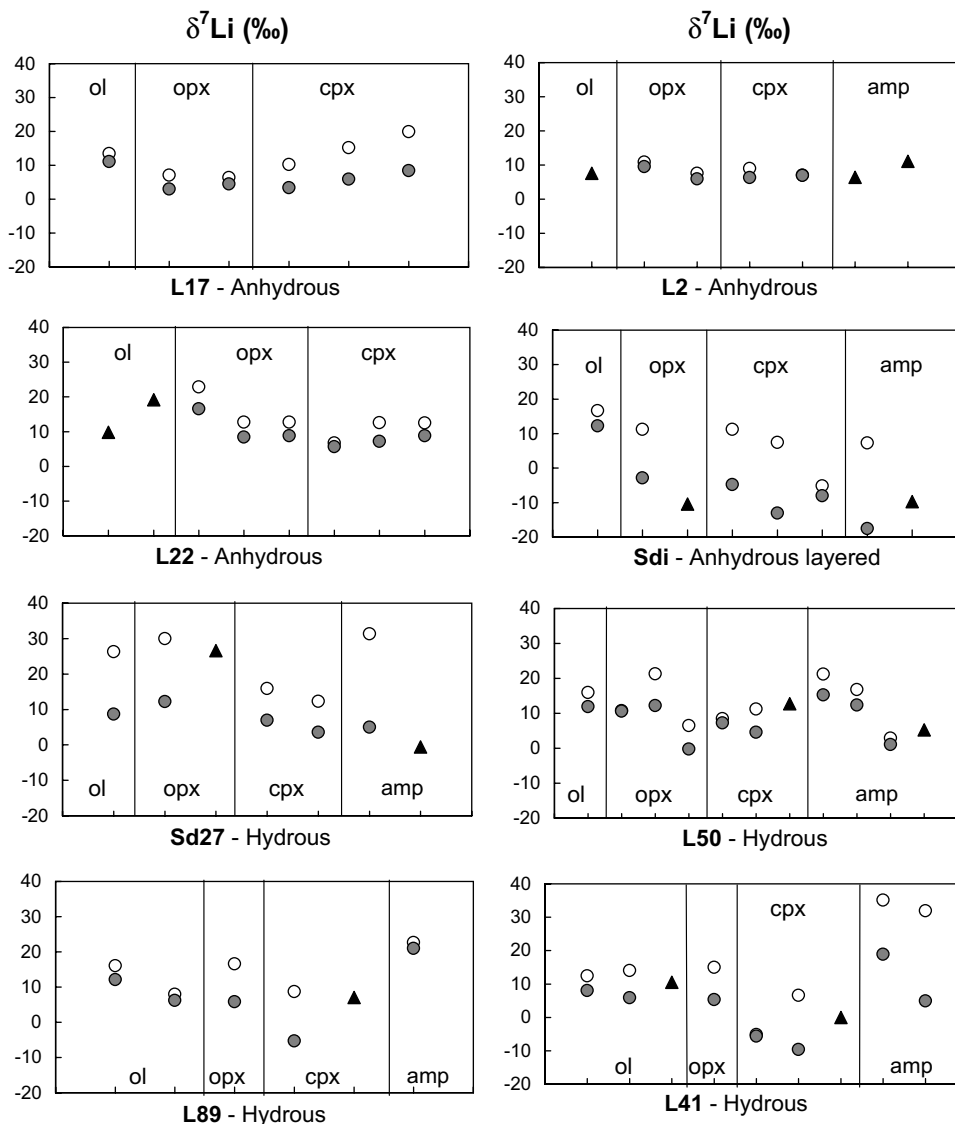 δ⁷Li (‰)
δ⁷Li (‰)
40
30
20
10
0
-10
-20
ol
opx
cpx
L17 - Anhydrous
40
30
20
10
0
-10
-20
ol
opx
cpx
amp
L2 - Anhydrous
40
30
20
10
0
-10
-20
ol
opx
cpx
L22 - Anhydrous
40
30
20
10
0
-10
-20
ol
opx
cpx
amp
Sdi - Anhydrous layered
40
30
20
10
0
-10
-20
ol
opx
cpx
amp
Sd27 - Hydrous
40
30
20
10
0
-10
-20
ol
opx
cpx
amp
L50 - Hydrous
40
30
20
10
0
-10
-20
ol
opx
cpx
amp
L89 - Hydrous
40
30
20
10
0
-10
-20
ol
opx
cpx
amp
L41 - Hydrous